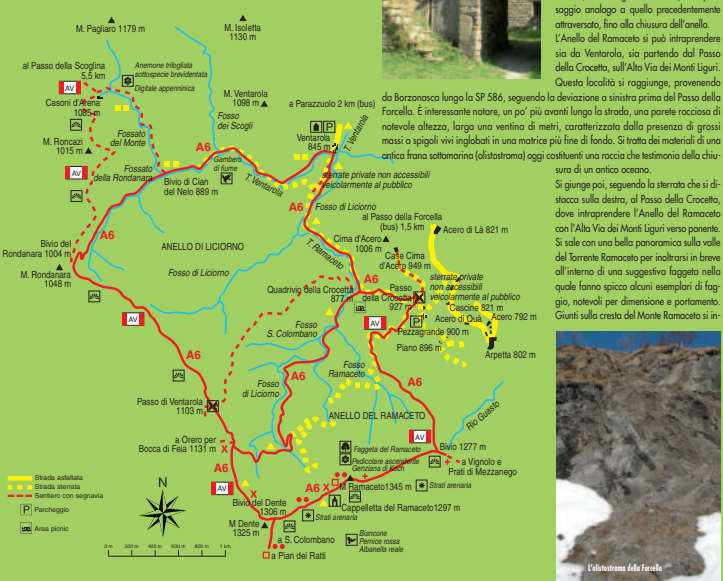 M. Pagliaro 1179 m
M. Isoletta
1130 m
al Passo della Scoglina
5,5 km
AV
Anemone trifogliata
sottospecie brevidentata
Digitale appenninica
Casoni d'Arena
1085 m
M. Ventarola
1098 m
a Parazzuolo 2 km (bus)
P
Fosso
dei Scogli
Ventarola
845 m
T. Ventarola
Fossato
del Monte
A6
M. Roncazi
1015 m
AV
Fossato
della Rondanara
Gambero
di fiume
Bivio di Cian
del Nelo 889 m
T. Ventarola
sterrate private non accessibili
veicolarmente al pubblico
A6
Fosso di Liciorno
al Passo della Forcella
(bus) 1,5 km
Acero di Là 821 m
A6
ANELLO DI LICIORNO
T. Ramaceto
Cima d'Acero
1006 m
Case Cima
d'Acero 949 m
Bivio del
Rondanara 1004 m
M. Rondanara
1048 m
Fosso di Liciorno
sterrate private
non accessibili
veicolarmente al pubblico
A6
Quadrivio della Crocetta
877 m
Passo
della Crocetta
927 m
Cascine 821 m
Acero di Quà
Acero 792 m
P
AV
Pezzagrande 900 m
Piano 896 m
Arpetta 802 m
AV
Fosso
S. Colombano
A6
Fosso
Ramaceto
A6
A6
Fosso
di Liciorno
Passo di Ventarola
1103 m
ANELLO DEL RAMACETO
Rio Guasto
AV
a Orero per
Bocca di Feia 1131 m
X
Faggeta del Ramaceto
Pedicolare ascendente
Genziana di Koch
Bivio 1277 m
a Vignolo e
Prati di Mezzanego
A6
AV
X
A6
X
M Ramaceto1345 m
Strati arenaria
Bivio del Dente
1306 m
Cappelletta del Ramaceto1297 m
Strati arenaria
M Dente
1325 m
a S. Colombano
a Pian dei Ratti
Biancone
Pernice rossa
Albanella reale
Strada asfaltata
Strada sterrata
Sentiero con segnavia
P Parcheggio
Area picnic
N
0 m 200 m 400 m 600 m 800 m 1 km
saggio analogo a quello precedentemente
attraversato, fino alla chiusura dell'anello.
L'Anello del Ramaceto si può intraprendere
sia da Ventarola, sia partendo dal Passo
della Crocetta, sull'Alta Via dei Monti Liguri.
Questa località si raggiunge, provenendo
da Borzonasca lungo la SP 586, seguendo la deviazione a sinistra prima del Passo della
Forcella. È interessante notare, un po' più avanti lungo la strada, una parete rocciosa di
notevole altezza, larga una ventina di metri, caratterizzata dalla presenza di grossi
massi a spigoli vivi inglobati in una matrice più fine di fondo. Si tratta dei materiali di una
antica frana sottomarina (olistostroma) oggi costituenti una roccia che testimonia della chiu-
sura di un antico oceano.
Si giunge poi, seguendo la sterrata che si di-
stacca sulla destra, al Passo della Crocetta,
dove intraprendere l'Anello del Ramaceto
con l'Alta Via dei Monti Liguri verso ponente.
Si sale con una bella panoramica sulla valle
del Torrente Ramaceto per inoltrarsi in breve
all'interno di una suggestiva faggeta nella
quale fanno spicco alcuni esemplari di fag-
gio, notevoli per dimensione e portamento.
Giunti sulla cresta del Monte Ramaceto si in-
L'olistostroma della Forcella